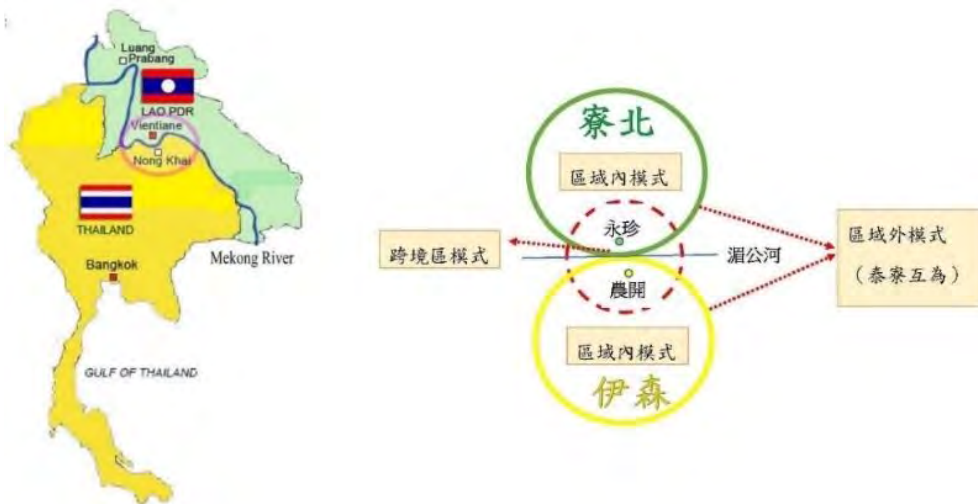 Luang
Prabang
LAO PDR
Vientiane
Nong Khai
THAILAND
Mekong River
Bangkok
GULF OF THAILAND
寮北
區域內模式
永珍
跨境區模式
湄公河
區域外模式
（泰寮互為）
農開
區域內模式
伊森